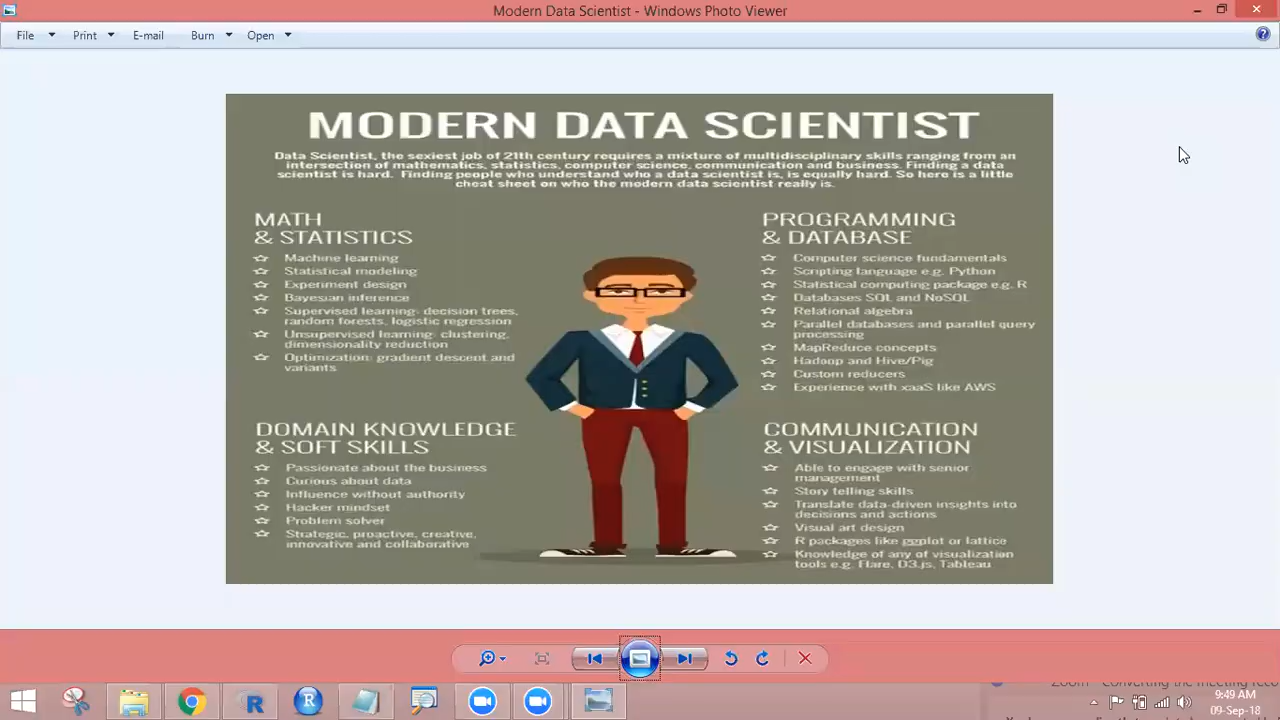 Modern Data Scientist - Windows Photo Viewer
File Print E-mail Burn Open
MODERN DATA SCIENTIST
Data Scientist, the sexiest job of 21th century requires a mixture of multidisciplinary skills ranging from an
intersection of mathematics, statistics, computer science, communication and business. Finding a data
scientist is hard. Finding people who understand who a data scientist is, is equally hard. So here is a little
cheat sheet on who the modern data scientist really is.
MATH
& STATISTICS
Machine learning
Statistical modeling
Experiment design
Bayesian inference
Supervised learning: decision trees,
random forests, logistic regression
Unsupervised learning: clustering,
dimensionality reduction
Optimization: gradient descent and
variants
PROGRAMMING
& DATABASE
Computer science fundamentals
Scripting language e.g. Python
Statistical computing package e.g. R
Databases SQL and NoSQL
Relational algebra
Parallel databases and parallel query
processing
MapReduce concepts
Hadoop and Hive/Pig
Custom reducers
Experience with xaaS like AWS
DOMAIN KNOWLEDGE
& SOFT SKILLS
Passionate about the business
Curious about data
Influence without authority
Hacker mindset
Problem solver
Strategic, proactive, creative,
innovative and collaborative
COMMUNICATION
& VISUALIZATION
Able to engage with senior
management
Story telling skills
Translate data-driven insights into
decisions and actions
Visual art design
R packages like ggplot or lattice
Knowledge of any of visualization
tools e.g. Flare, D3.js, Tableau
9:49 AM
09-Sep-18